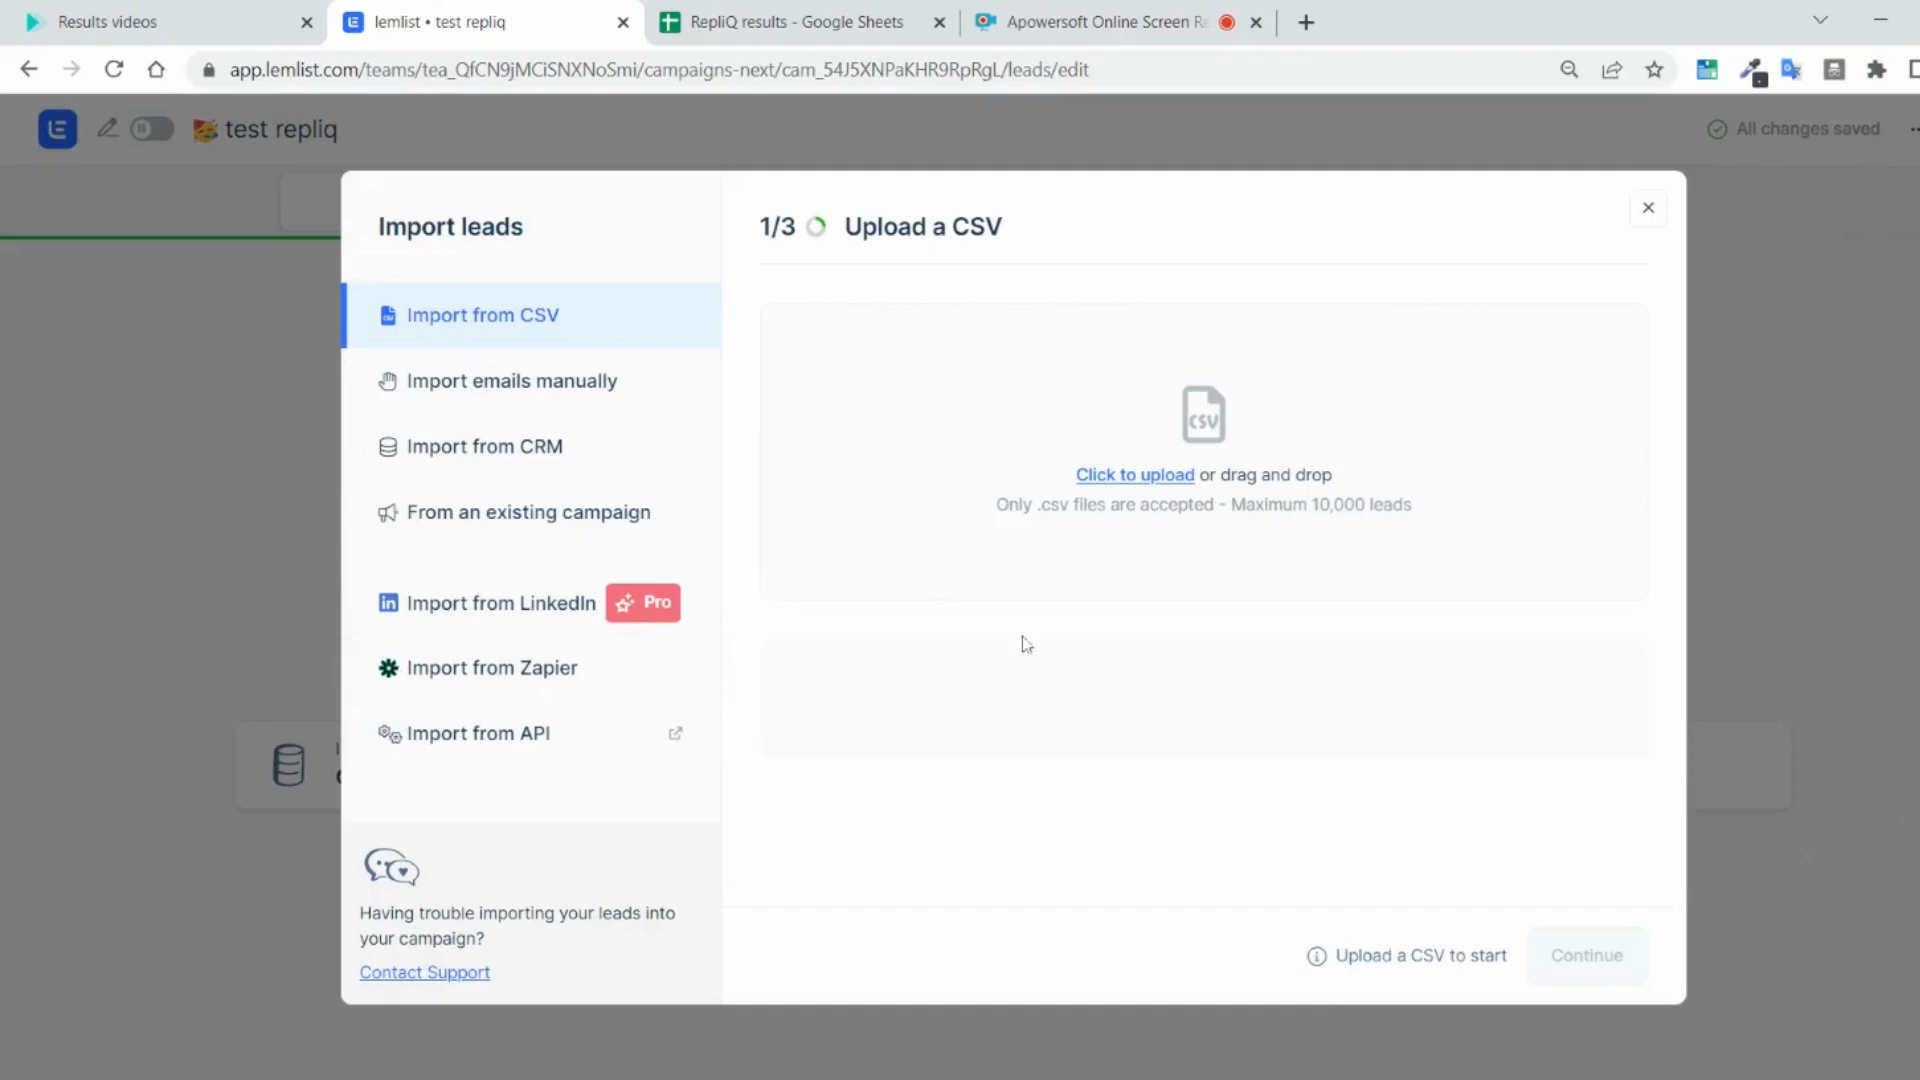 Results videos
lemlist • test repliq
RepliQ results - Google Sheets
Apowersoft Online Screen Re
app.lemlist.com/teams/tea_QfCN9jMCiSNXNoSmi/campaigns-next/cam_54J5XNPaKHR9RpRgL/leads/edit
test repliq
All changes saved
Import leads
1/3 Upload a CSV
Import from CSV
Import emails manually
Import from CRM
From an existing campaign
Import from LinkedIn Pro
Import from Zapier
Import from API
CSV
Click to upload or drag and drop
Only .csv files are accepted - Maximum 10,000 leads
Having trouble importing your leads into
your campaign?
Contact Support
Upload a CSV to start
Continue